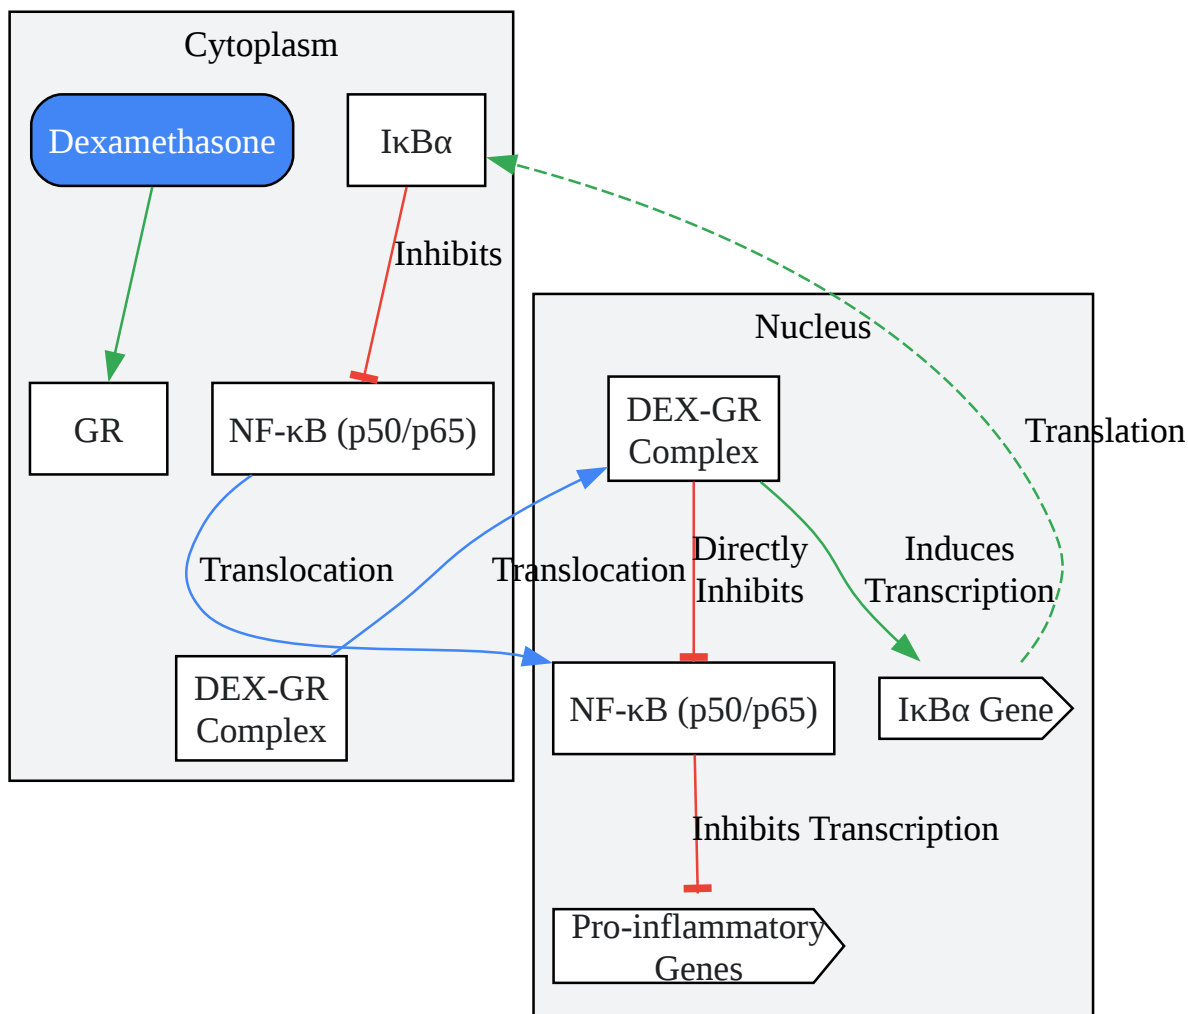 Cytoplasm
Dexamethasone
IκBα
Inhibits
Nucleus
GR
NF-κB (p50/p65)
DEX-GR
Complex
Translation
Translocation
Translocation
Directly
Inhibits
Induces
Transcription
DEX-GR
Complex
NF-κB (p50/p65)
IκBα Gene
Inhibits Transcription
Pro-inflammatory
Genes